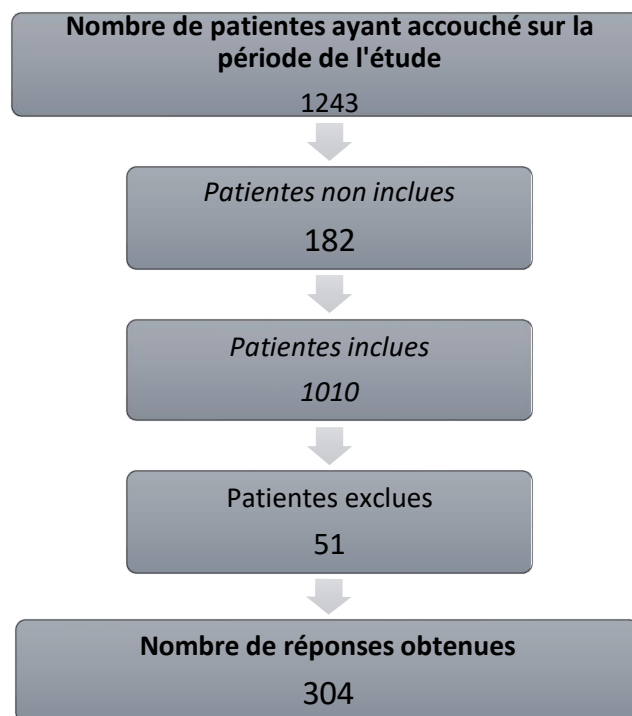 Nombre de patientes ayant accouché sur la
période de l'étude
1243
Patientes non inclues
182
Patientes inclues
1010
Patientes exclues
51
Nombre de réponses obtenues
304